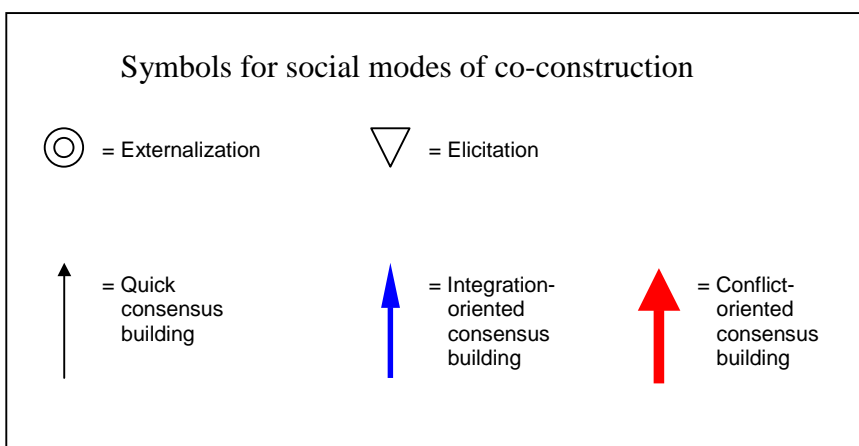 Symbols for social modes of co-construction
= Externalization
= Elicitation
= Quick
consensus
building
= Integration-
oriented
consensus
building
= Conflict-
oriented
consensus
building